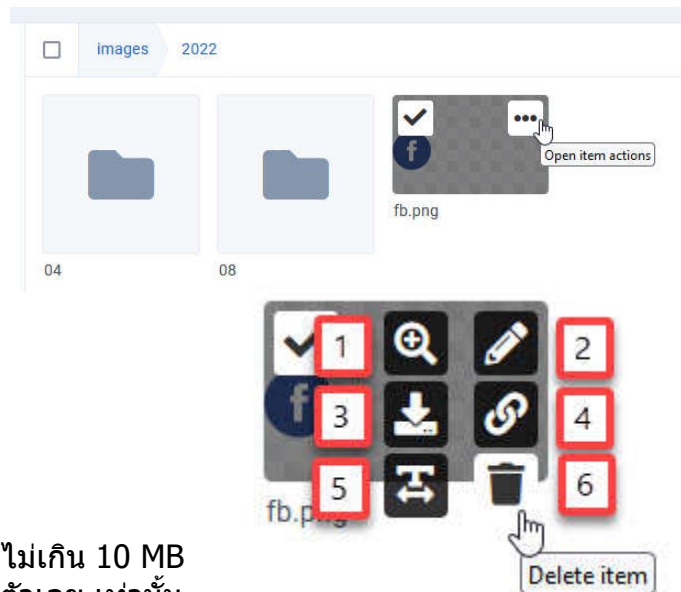 images 2022
Open item actions
fb.png
04 08
1 2
3 4
5 6
fb.png
Delete item
ไม่เกิน 10 MB